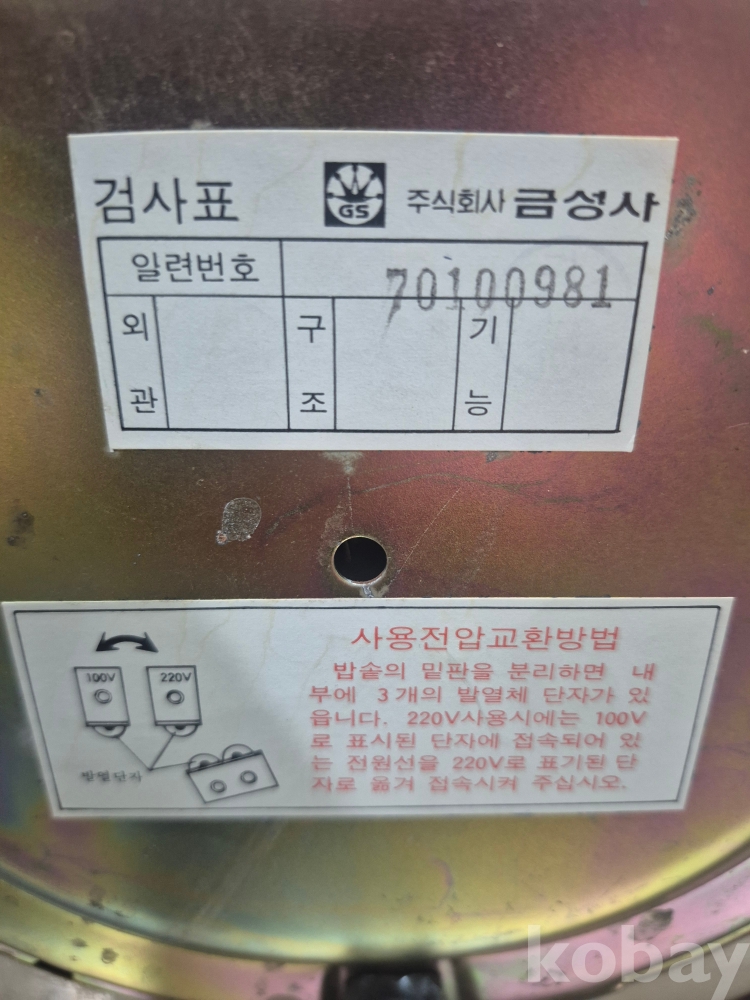 검사표 GS 주식회사 금성사
일련번호 70100981
외관 구조 기능
사용전압교환방법
100V 220V
발열단자
밥솥의 밑판을 분리하면 내
부에 3개의 발열체 단자가 있
읍니다. 220V사용시에는 100V
로 표시된 단자에 접속되어 있
는 전원선을 220V로 표기된 단
자로 옮겨 접속시켜 주십시오.
kobay